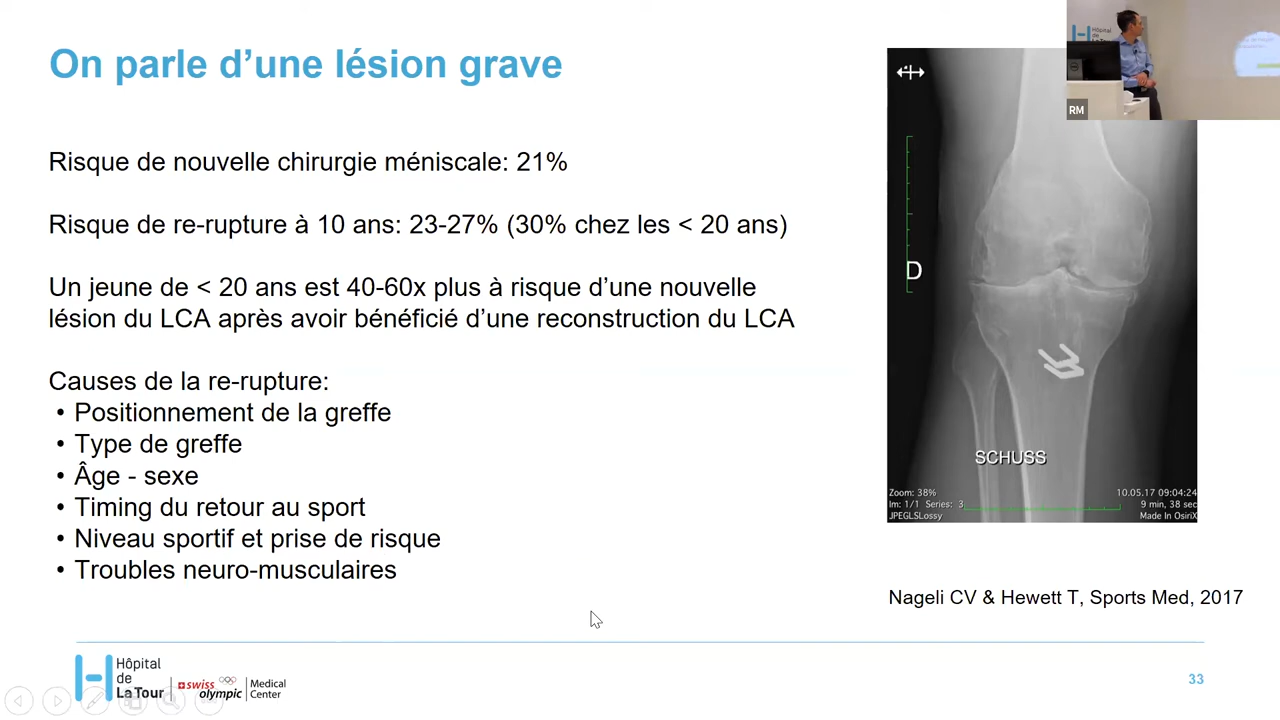 On parle d’une lésion grave
Risque de nouvelle chirurgie méniscale: 21%
Risque de re-rupture à 10 ans: 23-27% (30% chez les < 20 ans)
Un jeune de < 20 ans est 40-60x plus à risque d’une nouvelle
lésion du LCA après avoir bénéficié d’une reconstruction du LCA
Causes de la re-rupture:
• Positionnement de la greffe
• Type de greffe
• Âge - sexe
• Timing du retour au sport
• Niveau sportif et prise de risque
• Troubles neuro-musculaires
D
SCHUSS
Zoom: 38%
Im: 1/1 Series: 3
JPEGLSLossy
10.05.17 09:04:24
9 min, 38 sec
Made In OsiriX
Hôpital
de La Tour
RM
Nageli CV & Hewett T, Sports Med, 2017
Hôpital
de
La Tour
swiss
olympic
Medical
Center
33